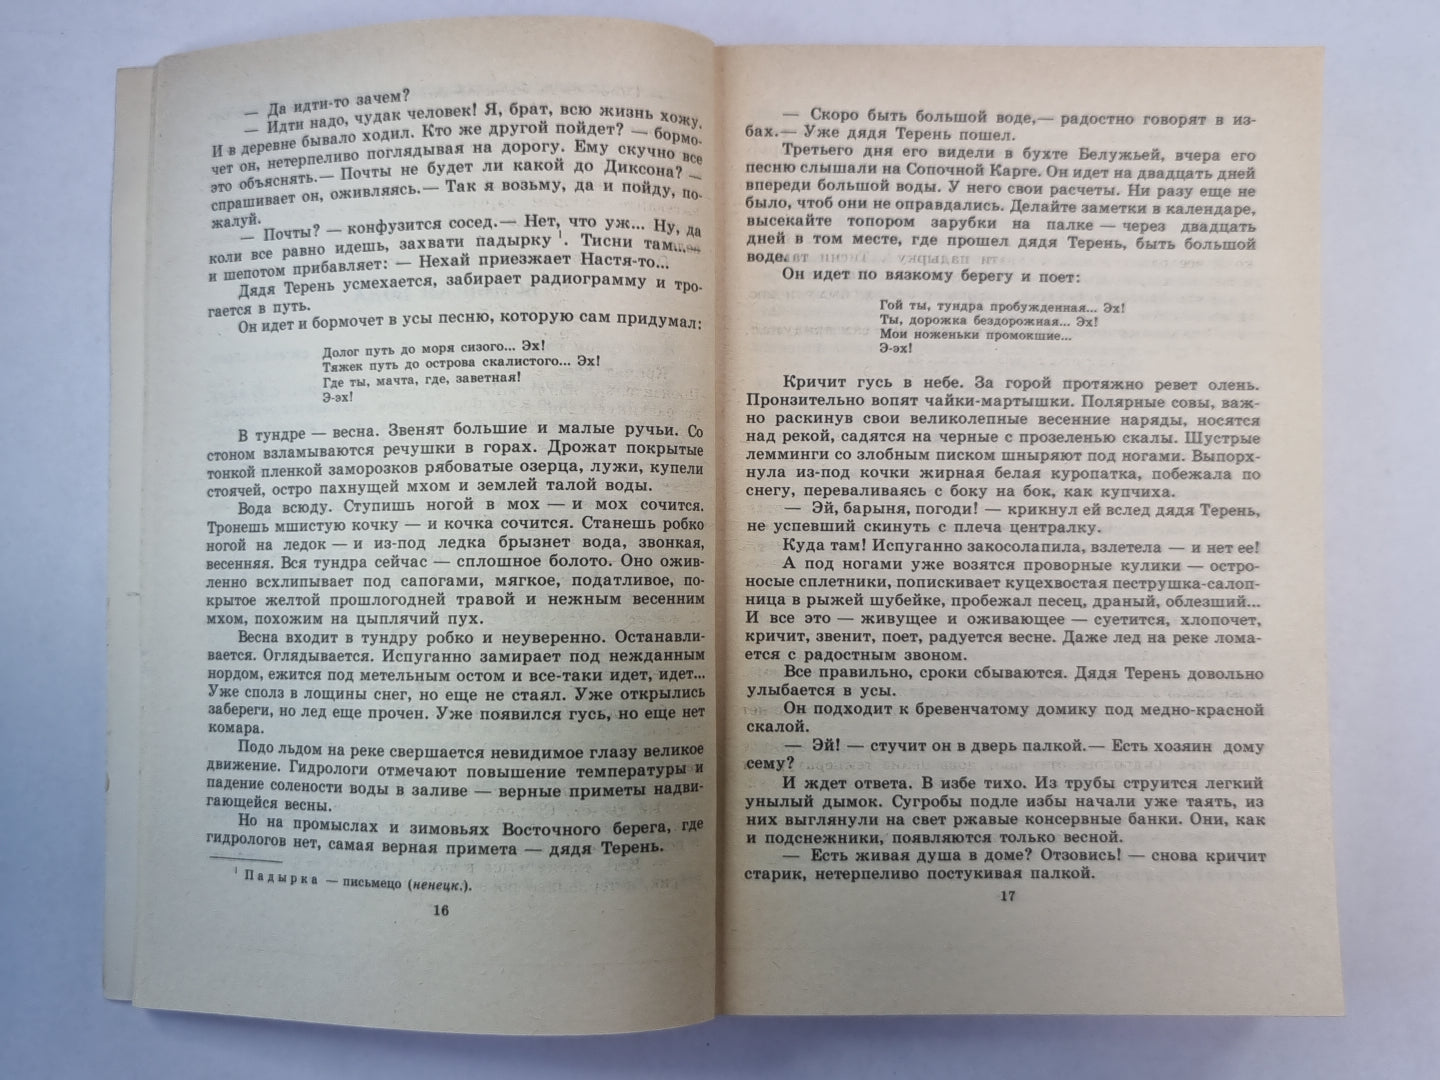 — Да идти-то зачем?
— Идти надо, чудак человек! Я, брат, всю жизнь хожу.
И в деревне бывало ходил. Кто же другой пойдет? — бормо-
чет он, нетерпеливо поглядывая на дорогу. Ему скучно все
это объяснять.— Почты не будет ли какой до Диксона? —
спрашивает он, оживляясь.— Так я возьму, да и пойду, по-
жалуй.
— Почты? — конфузится сосед.— Нет, что уж... Ну, да
коли все равно идешь, захвати падырку ¹. Тисни там...
и шепотом прибавляет: — Нехай приезжает Настя-то...
Дядя Терень усмехается, забирает радиограмму и тро-
гается в путь.
Он идет и бормочет в усы песню, которую сам придумал:
Долог путь до моря сизого... Эх!
Тяжек путь до острова скалистого... Эх!
Где ты, мачта, где, заветная!
Э-эх!
В тундре — весна. Звенят большие и малые ручьи. Со
стоном взламываются речушки в горах. Дрожат покрытые
тонкой пленкой заморозков рябоватые озерца, лужи, купели
стоячей, остро пахнущей мхом и землей талой воды.
Вода всюду. Ступишь ногой в мох — и мох сочится.
Тронешь мшистую кочку — и кочка сочится. Станешь робко
ногой на ледок — и из-под ледка брызнет вода, звонкая,
весенняя. Вся тундра сейчас — сплошное болото. Оно ожив-
ленно всхлипывает под сапогами, мягкое, податливое, по-
крытое желтой прошлогодней травой и нежным весенним
мхом, похожим на цыплячий пух.
Весна входит в тундру робко и неуверенно. Останавли-
вается. Оглядывается. Испуганно замирает под нежданным
нордом, ежится под метельным остом и все-таки идет, идет...
Уже сполз в лощины снег, но еще не стаял. Уже открылись
забереги, но лед еще прочен. Уже появился гусь, но еще нет
комара.
Подо льдом на реке свершается невидимое глазу великое
движение. Гидрологи отмечают повышение температуры и
падение солености воды в заливе — верные приметы надви-
гающейся весны.
Но на промыслах и зимовьях Восточного берега, где
гидрологов нет, самая верная примета — дядя Терень.
¹ Падырка — письмецо (ненецк.).
16
— Скоро быть большой воде,— радостно говорят в из-
бах.— Уже дядя Терень пошел.
Третьего дня его видели в бухте Белужьей, вчера его
песню слышали на Сопочной Карге. Он идет на двадцать дней
впереди большой воды. У него свои расчеты. Ни разу еще не
было, чтоб они не оправдались. Делайте заметки в календаре,
высекайте топором зарубки на палке — через двадцать
дней в том месте, где прошел дядя Терень, быть большой
воде.
Он идет по вязкому берегу и поет:
Гой ты, тундра пробужденная... Эх!
Ты, дорожка бездорожная... Эх!
Мои ноженьки промокшие...
Э-эх!
Кричит гусь в небе. За горой протяжно ревет олень.
Пронзительно вопят чайки-мартышки. Полярные совы, важ-
но раскинув свои великолепные весенние наряды, носятся
над рекой, садятся на черные с прозеленью скалы. Шустрые
лемминги со злобным писком шныряют под ногами. Выпорх-
нула из-под кочки жирная белая куропатка, побежала по
снегу, переваливаясь с боку на бок, как купчиха.
— Эй, барыня, погоди! — крикнул ей вслед дядя Терень,
не успевший скинуть с плеча централку.
Куда там! Испуганно закосолапила, взлетела — и нет ее!
А под ногами уже возятся проворные кулики — остро-
носые сплетники, попискивает куцехвостая пеструшка-салоп-
ница в рыжей шубейке, пробежал песец, драный, облезший...
И все это — живущее и оживающее — суетится, хлопочет,
кричит, звенит, поет, радуется весне. Даже лед на реке лома-
ется с радостным звоном.
Все правильно, сроки сбываются. Дядя Терень довольно
улыбается в усы.
Он подходит к бревенчатому домику под медно-красной
скалой.
— Эй! — стучит он в дверь палкой.— Есть хозяин дому
сему?
И ждет ответа. В избе тихо. Из трубы струится легкий
унылый дымок. Сугробы подле избы начали уже таять, из
них выглянули на свет ржавые консервные банки. Они, как
и подснежники, появляются только весной.
— Есть живая душа в доме? Отзовись! — снова кричит
старик, нетерпеливо постукивая палкой.
17